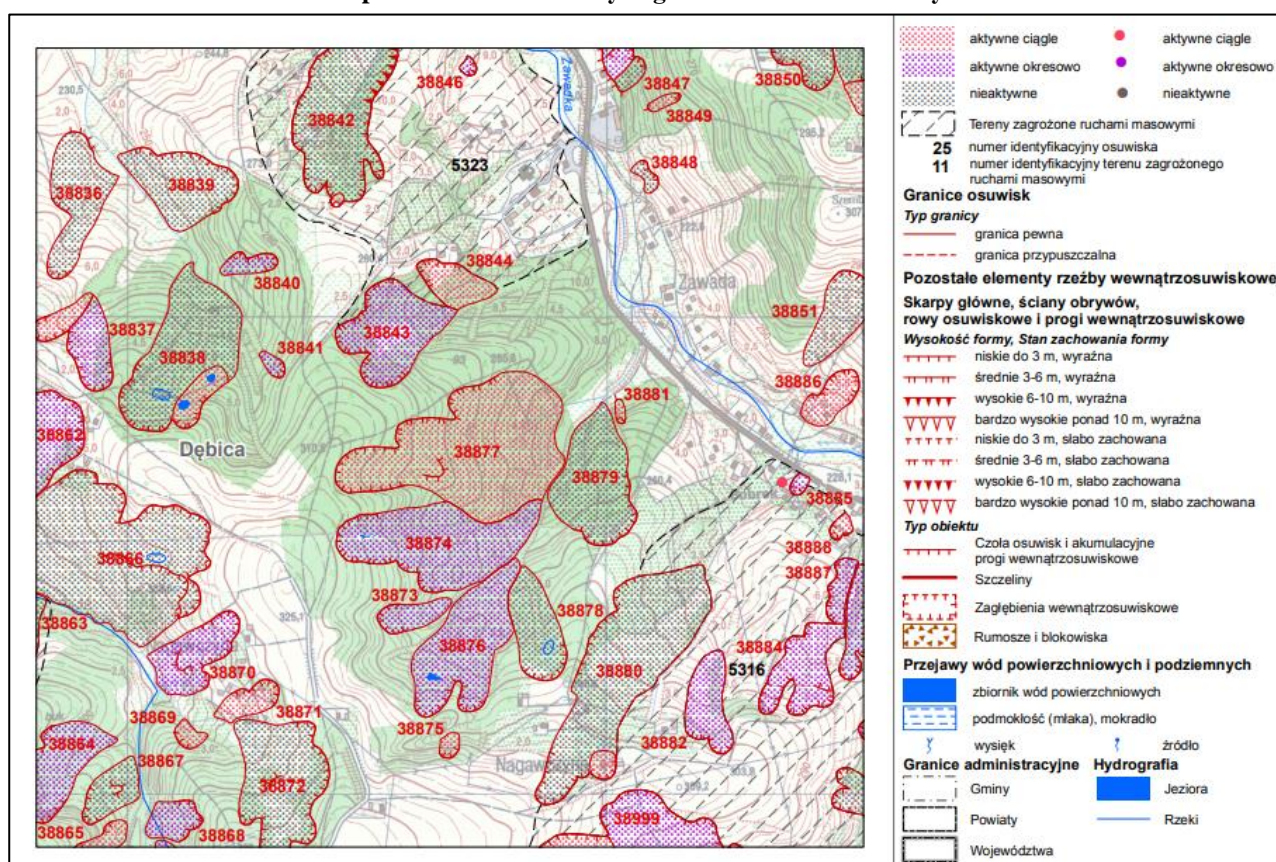 38846
38847
38849
38850
38842
5323
38848
38836
38839
38844
38840
Zawadka
Zawada
38851
38837
38838
38841
38843
38886
38881
38862
Dębica
38877
38879
38885
38866
38874
38888
38887
38863
38873
38878
38876
38880
38884
5316
38870
38871
38869
38875
38882
38864
38867
38872
Nagawczyna
38865
38868
38999
aktywne ciągle
aktywne ciągle
aktywne okresowo
aktywne okresowo
nieaktywne
nieaktywne
Tereny zagrożone ruchami masowymi
25 numer identyfikacyjny osuwiska
11 numer identyfikacyjny terenu zagrożonego
ruchami masowymi
Granice osuwisk
Typ granicy
granica pewna
granica przypuszczalna
Pozostałe elementy rzeźby wewnątrzosuwiskowe
Skarpy główne, ściany obrywów,
rowy osuwiskowe i progi wewnątrzosuwiskowe
Wysokość formy, Stan zachowania formy
niskie do 3 m, wyraźna
średnie 3-6 m, wyraźna
wysokie 6-10 m, wyraźna
bardzo wysokie ponad 10 m, wyraźna
niskie do 3 m, słabo zachowana
średnie 3-6 m, słabo zachowana
wysokie 6-10 m, słabo zachowana
bardzo wysokie ponad 10 m, słabo zachowana
Typ obiektu
Czoła osuwisk i akumulacyjne
progi wewnątrzosuwiskowe
Szczeliny
Zagłębienia wewnątrzosuwiskowe
Rumosze i blokowiska
Przejawy wód powierzchniowych i podziemnych
zbiornik wód powierzchniowych
podmokłość (młaka), mokradło
wysięk
źródło
Granice administracyjne
Hydrografia
Gminy
Jeziora
Powiaty
Rzeki
Województwa